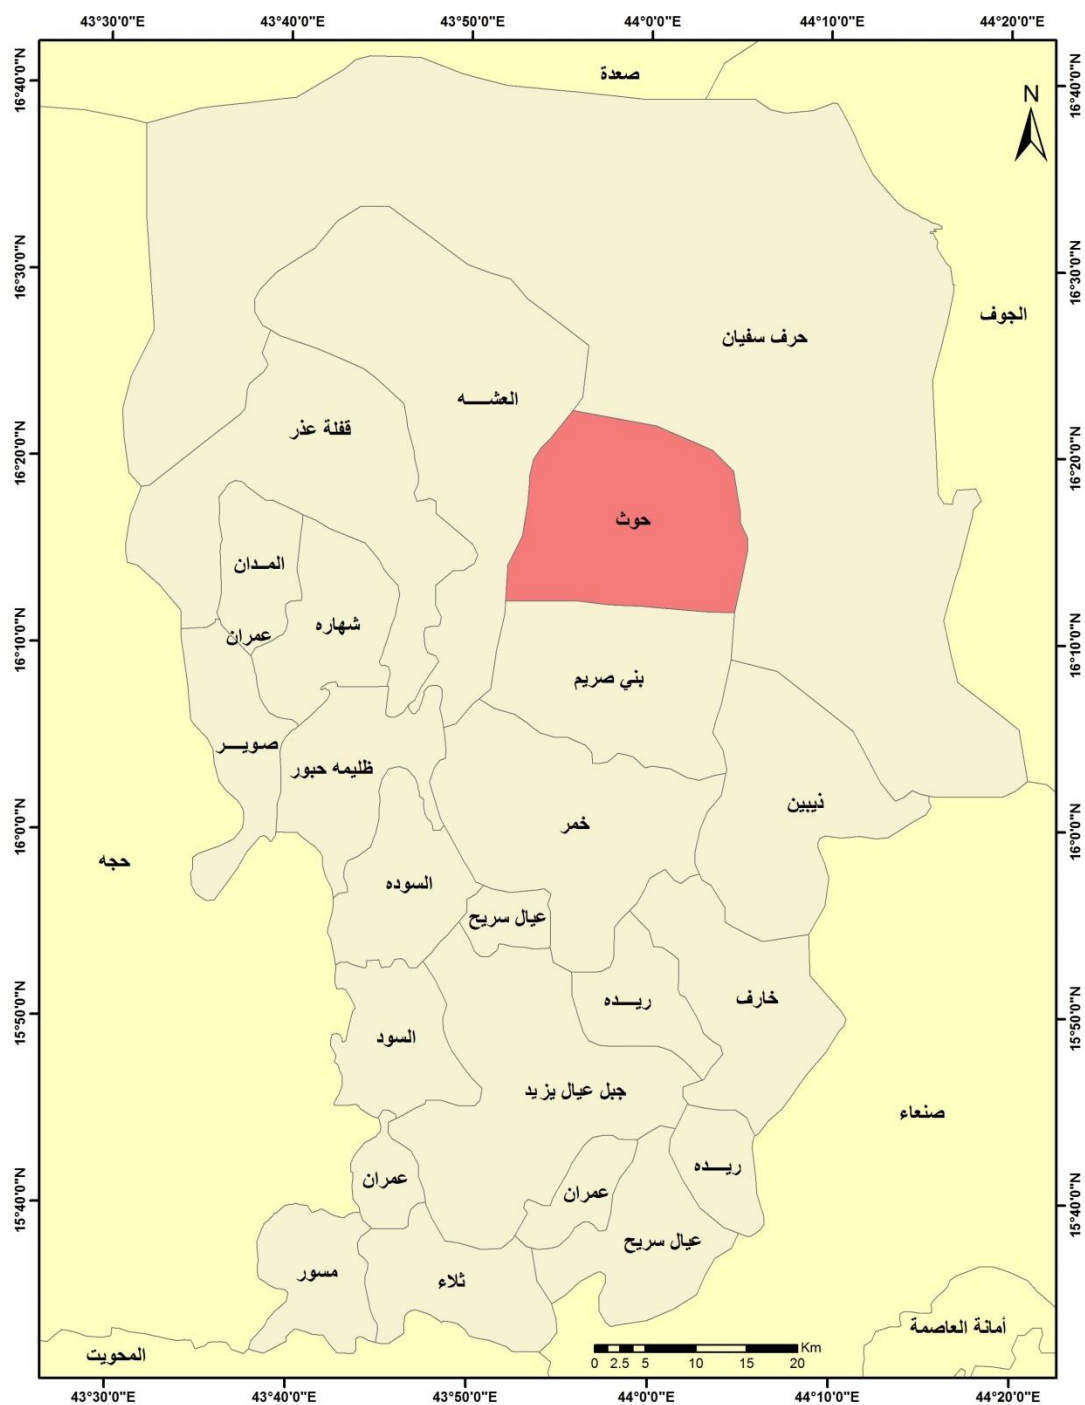 43°30'0"E 43°40'0"E 43°50'0"E 44°0'0"E 44°10'0"E 44°20'0"E
صعدة
16°40'0"N
16°40'0"N
N
16°30'0"N
16°30'0"N
الجوف
حرف سفيان
العشـــه
قفلة عذر
16°20'0"N
16°20'0"N
حوث
المـدان
شهاره
عمران
16°10'0"N
16°10'0"N
بني صريم
صويـــر
ظليمه حبور
ذيبين
خمر
16°0'0"N
16°0'0"N
حجه
السوده
عيال سريح
ريـــده
خارف
15°50'0"N
15°50'0"N
السود
جبل عيال يزيد
صنعاء
ريـــده
عمران
عمران
15°40'0"N
15°40'0"N
عيال سريح
مسور
ثلاء
أمانة العاصمة
المحويت
Km
0 2.5 5 10 15 20
43°30'0"E 43°40'0"E 43°50'0"E 44°0'0"E 44°10'0"E 44°20'0"E